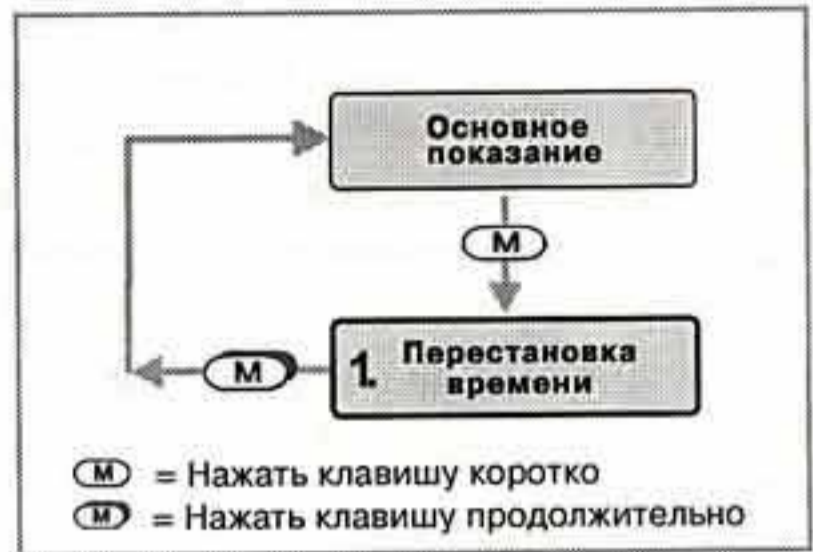 Основное
показание
M
M
1. Перестановка
времени
M = Нажать клавишу коротко
M = Нажать клавишу продолжительно